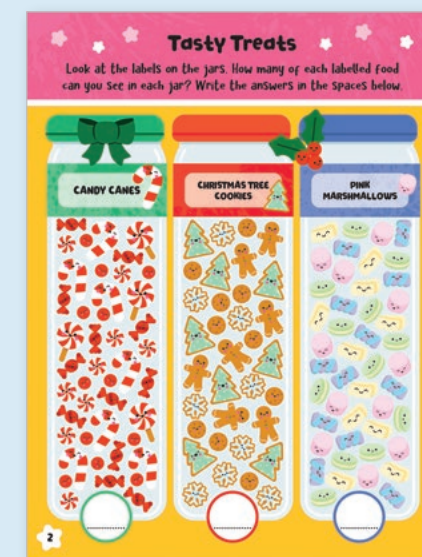 Tasty Treats
Look at the labels on the jars. How many of each labelled food
can you see in each jar? Write the answers in the spaces below.
CANDY CANES
CHRISTMAS TREE
COOKIES
PINK
MARSHMALLOWS
2